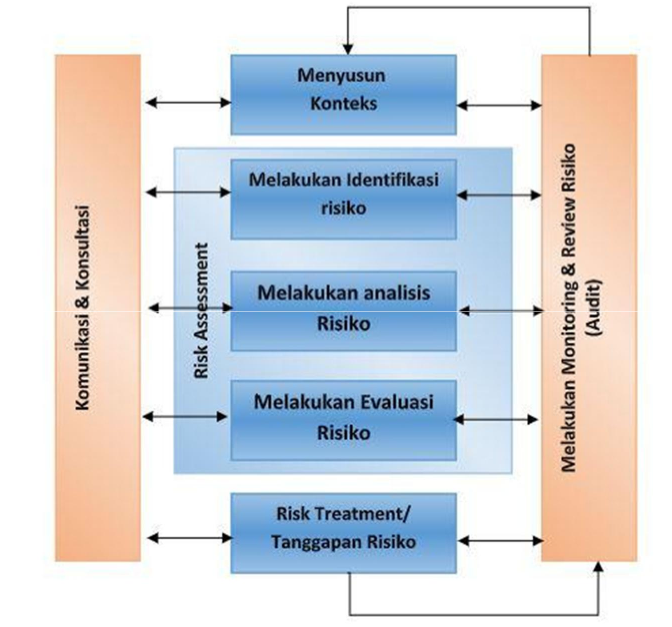 Menyusun
Konteks
Komunikasi & Konsultasi
Risk Assessment
Melakukan Identifikasi
risiko
Melakukan analisis
Risiko
Melakukan Evaluasi
Risiko
Risk Treatment/
Tanggapan Risiko
Melakukan Monitoring & Review Risiko
(Audit)